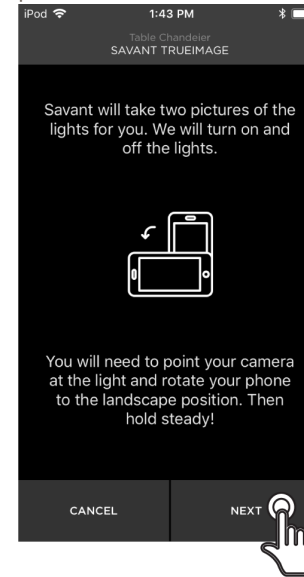 iPod 1:43 PM
Table Chandeier
SAVANT TRUEIMAGE
Savant will take two pictures of the
lights for you. We will turn on and
off the lights.
You will need to point your camera
at the light and rotate your phone
to the landscape position. Then
hold steady!
CANCEL NEXT